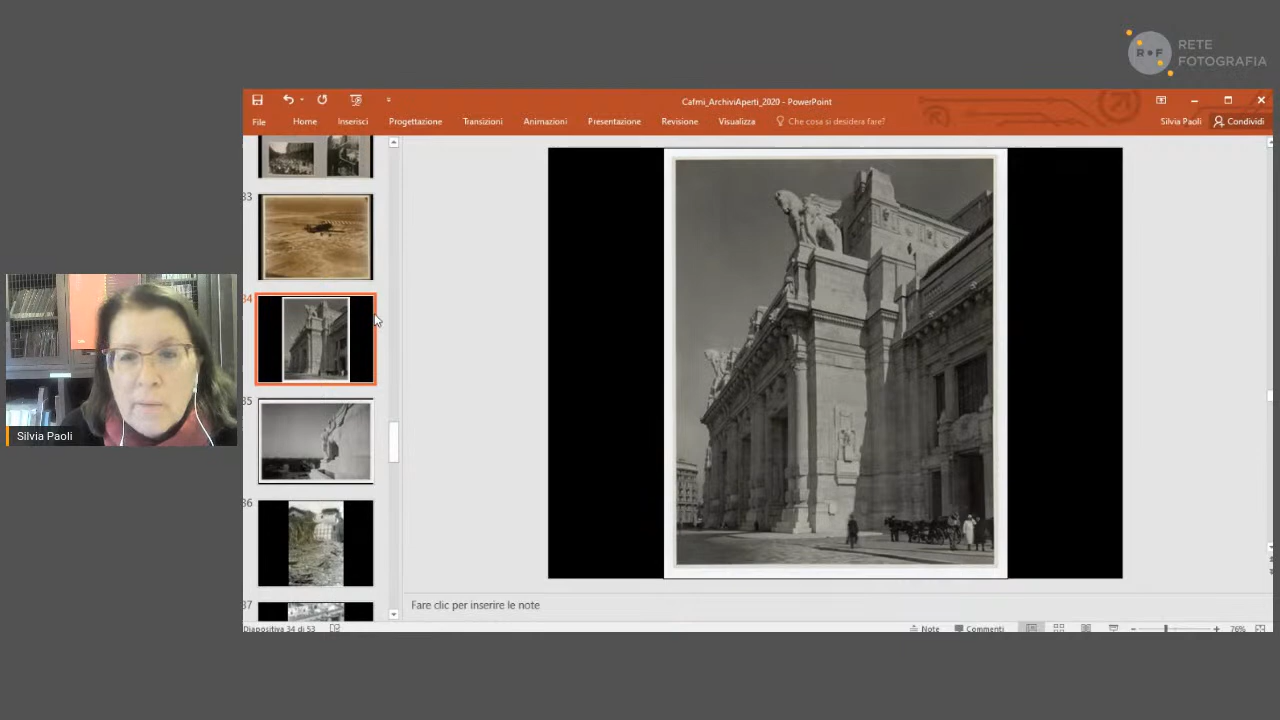 RETE
R F FOTOGRAFIA
Cafmi_ArchiviAperti_2020 - PowerPoint
File Home Inserisci Progettazione Transizioni Animazioni Presentazione Revisione Visualizza Che cosa si desidera fare? Silvia Paoli Condividi
33
34
35
36
37
Silvia Paoli
Fare clic per inserire le note
Diapositiva 34 di 53 Note Commenti 76%